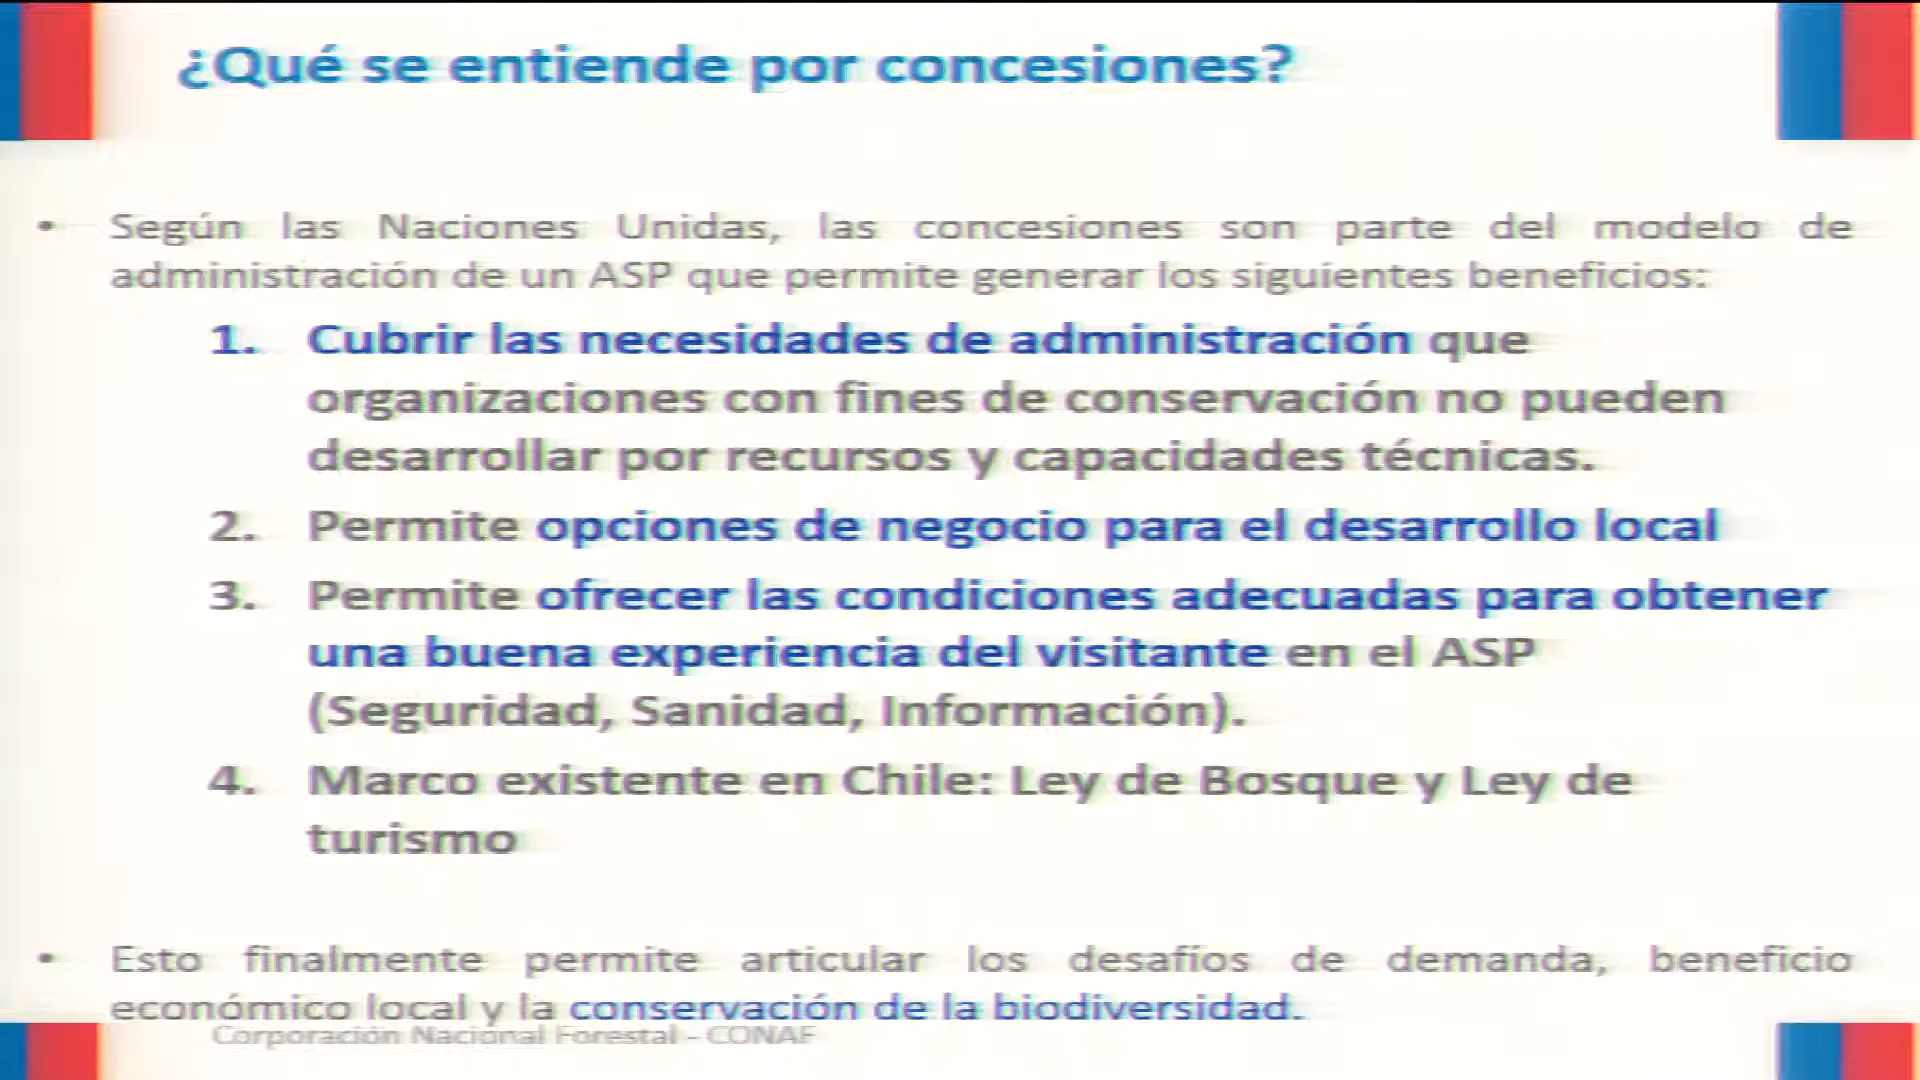 ¿Qué se entiende por concesiones?
• Según las Naciones Unidas, las concesiones son parte del modelo de
administración de un ASP que permite generar los siguientes beneficios:
1. Cubrir las necesidades de administración que
organizaciones con fines de conservación no pueden
desarrollar por recursos y capacidades técnicas.
2. Permite opciones de negocio para el desarrollo local
3. Permite ofrecer las condiciones adecuadas para obtener
una buena experiencia del visitante en el ASP
(Seguridad, Sanidad, Información).
4. Marco existente en Chile: Ley de Bosque y Ley de
turismo
• Esto finalmente permite articular los desafíos de demanda, beneficio
económico local y la conservación de la biodiversidad.
Corporación Nacional Forestal - CONAF